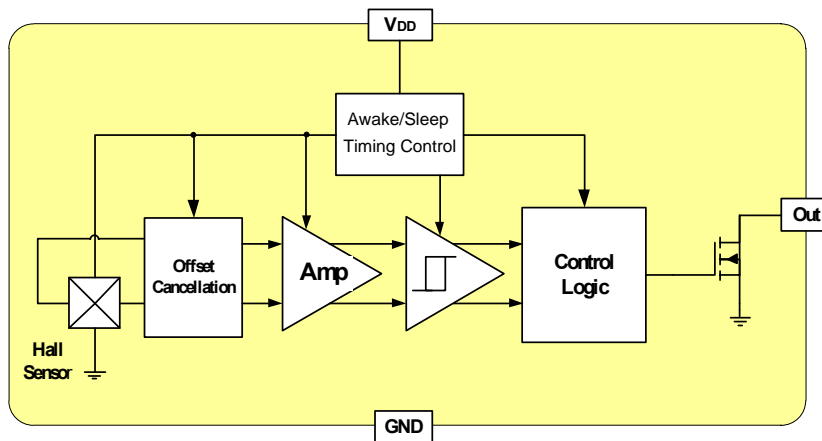 VDD
Awake/Sleep
Timing Control
Out
Offset
Cancellation
Amp
Control
Logic
Hall
Sensor
GND